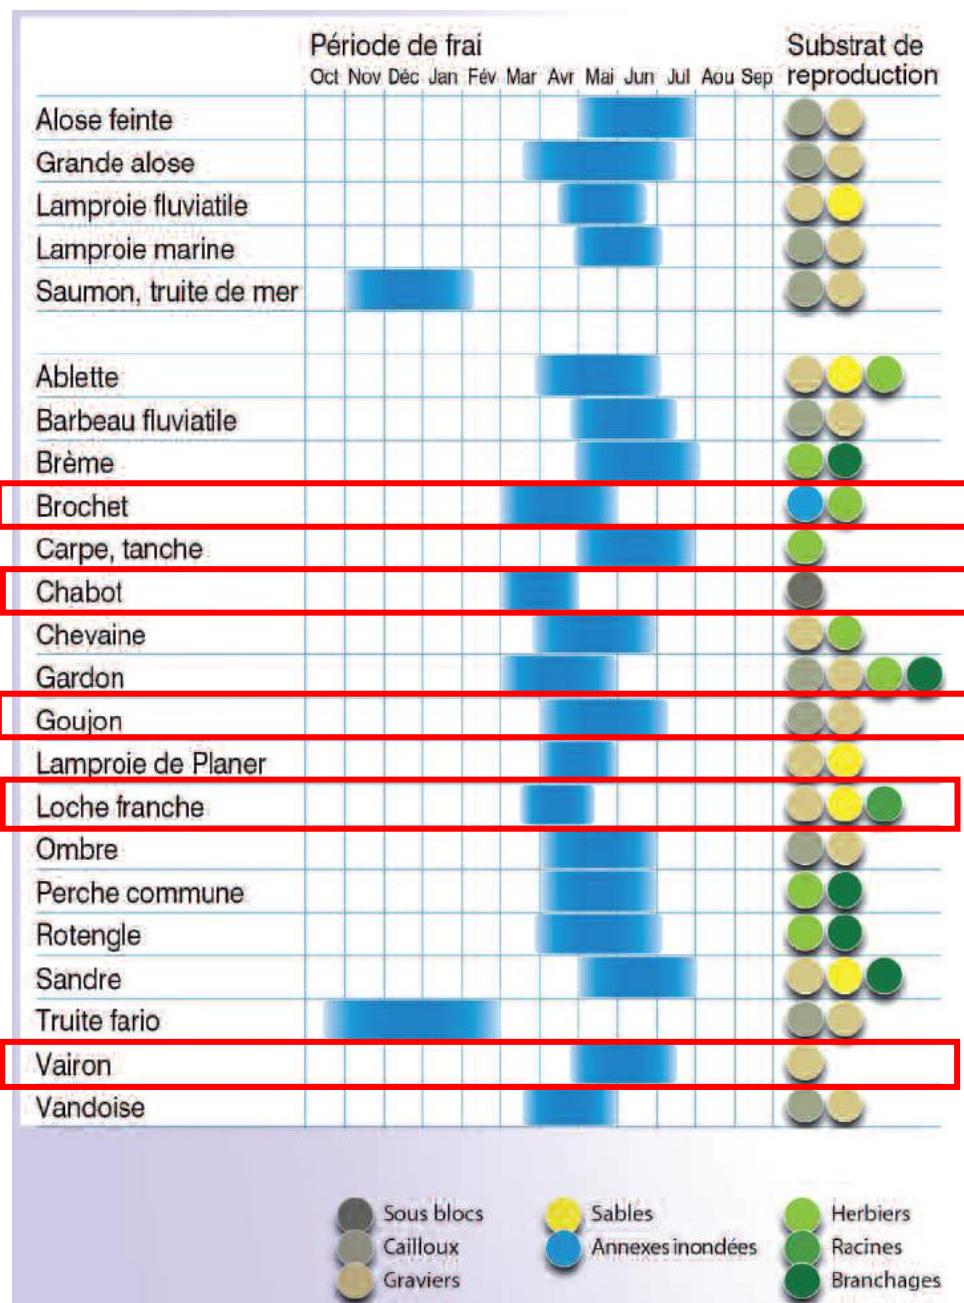 Période de frai
Substrat de
Oct Nov Déc Jan Fév Mar Avr Mai Jun Jul Aou Sep reproduction
Alose feinte
Grande alose
Lamproie fluviatile
Lamproie marine
Saumon, truite de mer
Ablette
Barbeau fluviatile
Brème
Brochet
Carpe, tanche
Chabot
Chevaine
Gardon
Goujon
Lamproie de Planer
Loche franche
Ombre
Perche commune
Rotengle
Sandre
Truite fario
Vairon
Vandoise
Sous blocs
Cailloux
Graviers
Sables
Annexes inondées
Herbiers
Racines
Branchages